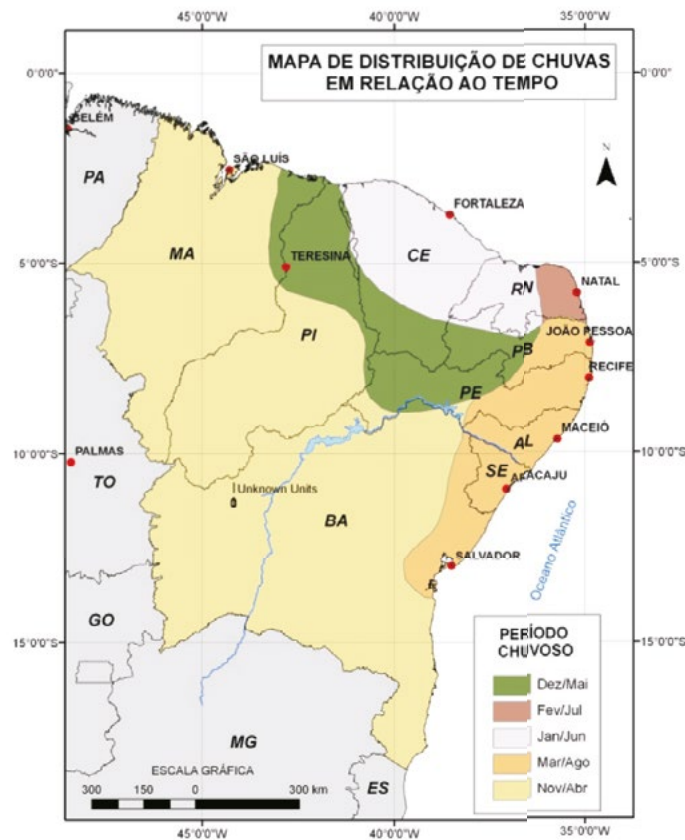 45°0'0"W
40°0'0"W
35°0'0"W
MAPA DE DISTRIBUIÇÃO DE CHUVAS
EM RELAÇÃO AO TEMPO
0°0'0"
0°0'0"
BELÉM
SÃO LUÍS
PA
N
FORTALEZA
MA
CE
TERESINA
5°0'0"S
5°0'0"S
RN
NATAL
PI
JOÃO PESSOA
PB
RECIFE
PE
MACEIÓ
AL
PALMAS
10°0'0"S
10°0'0"S
SE
ARACAJU
TO
Unknown Units
BA
Oceano Atlântico
SALVADOR
GO
15°0'0"S
15°0'0"S
PERÍODO
CHUVOSO
Dez/Mai
Fev/Jul
Jan/Jun
Mar/Ago
Nov/Abr
MG
ES
ESCALA GRÁFICA
300 150 0 300 km
45°0'0"W
40°0'0"W
35°0'0"W